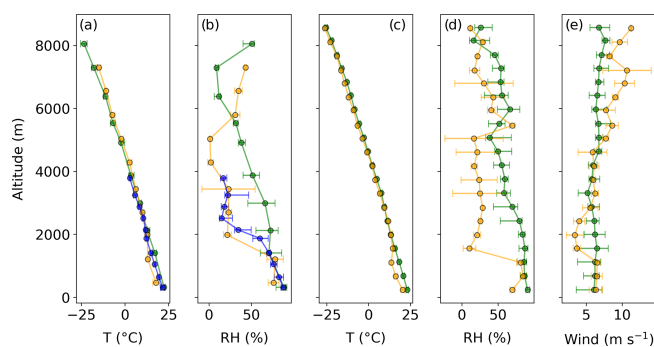 (a) (b) (c) (d) (e)
8000
6000
4000
2000
0
Altitude (m)
−25 0 25 0 50 −25 0 25 0 50 5 10
T (°C) RH (%) T (°C) RH (%) Wind (m s⁻¹)